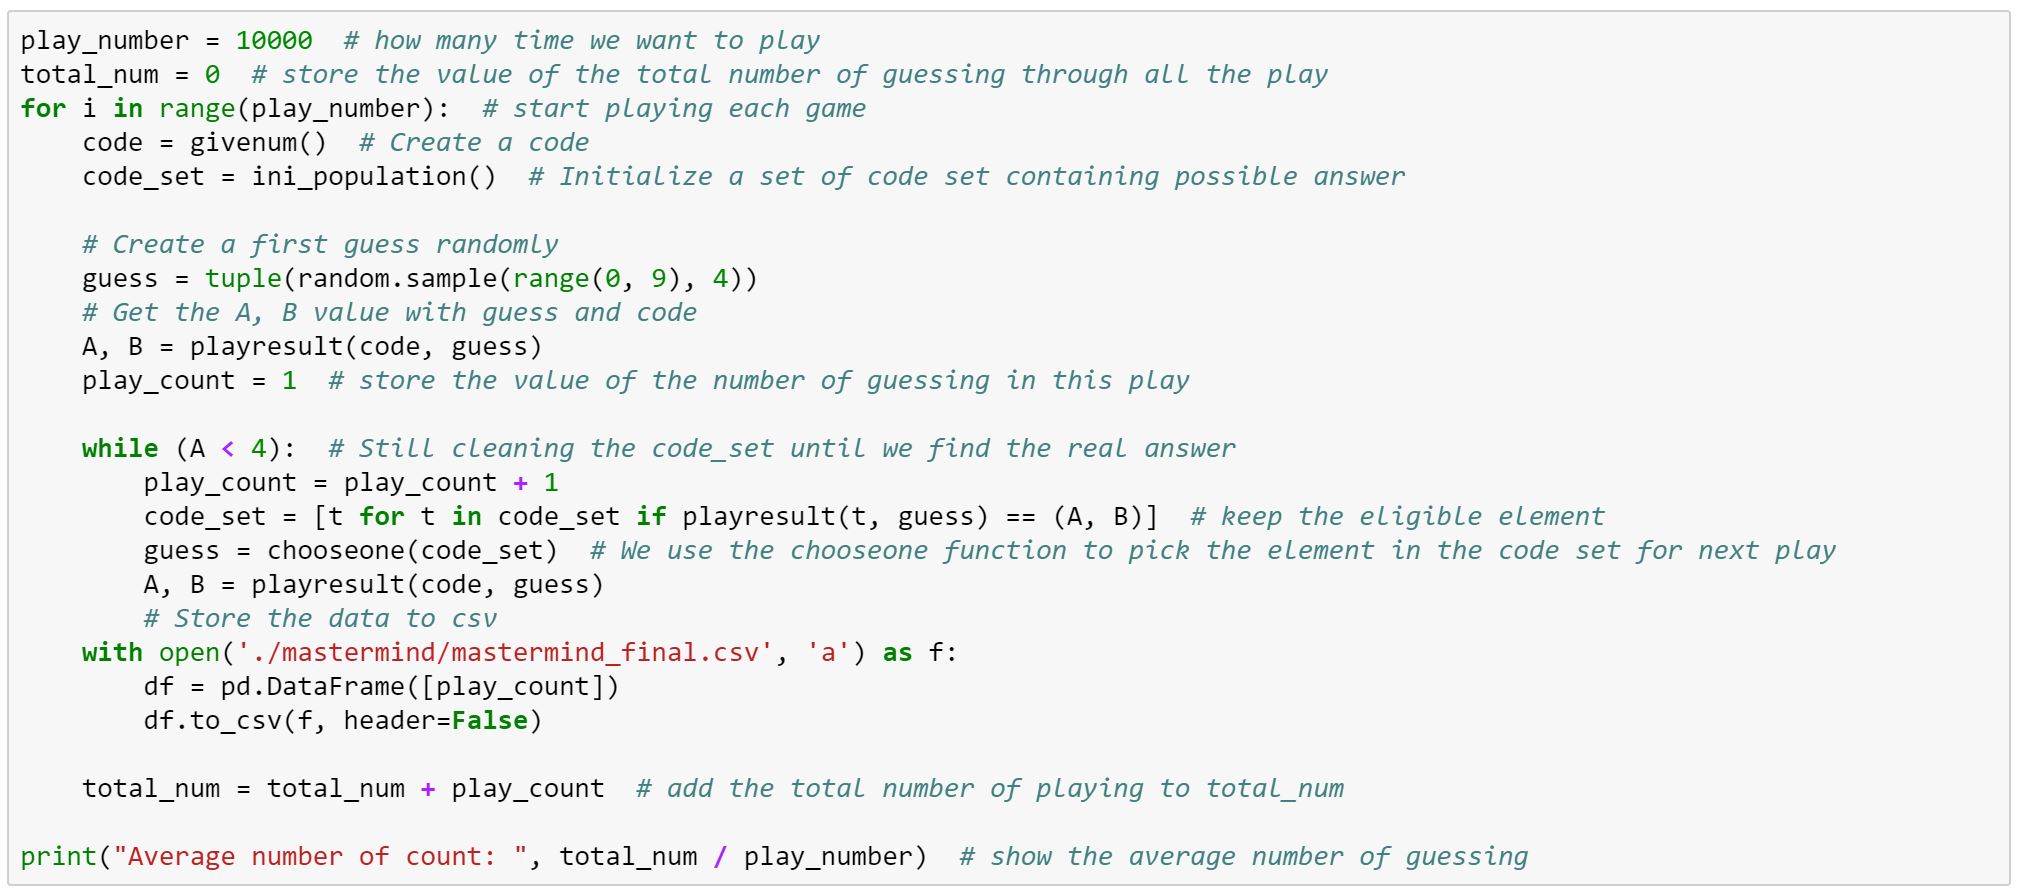 play_number = 10000  # how many time we want to play
total_num = 0  # store the value of the total number of guessing through all the play
for i in range(play_number):  # start playing each game
    code = givenum()  # Create a code
    code_set = ini_population()  # Initialize a set of code set containing possible answer

    # Create a first guess randomly
    guess = tuple(random.sample(range(0, 9), 4))
    # Get the A, B value with guess and code
    A, B = playresult(code, guess)
    play_count = 1  # store the value of the number of guessing in this play

    while (A < 4):  # Still cleaning the code_set until we find the real answer
        play_count = play_count + 1
        code_set = [t for t in code_set if playresult(t, guess) == (A, B)]  # keep the eligible element
        guess = chooseone(code_set)  # We use the chooseone function to pick the element in the code set for next play
        A, B = playresult(code, guess)
        # Store the data to csv
    with open('./mastermind/mastermind_final.csv', 'a') as f:
        df = pd.DataFrame([play_count])
        df.to_csv(f, header=False)

    total_num = total_num + play_count  # add the total number of playing to total_num

print("Average number of count: ", total_num / play_number)  # show the average number of guessing